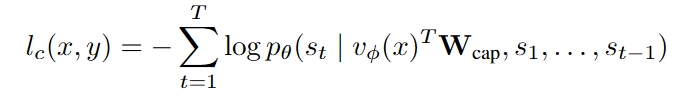 $$l_c(x, y) = -\sum_{t=1}^{T} \log p_\theta(s_t \mid v_\phi(x)^T \mathbf{W}_{\text{cap}}, s_1, \ldots, s_{t-1})$$